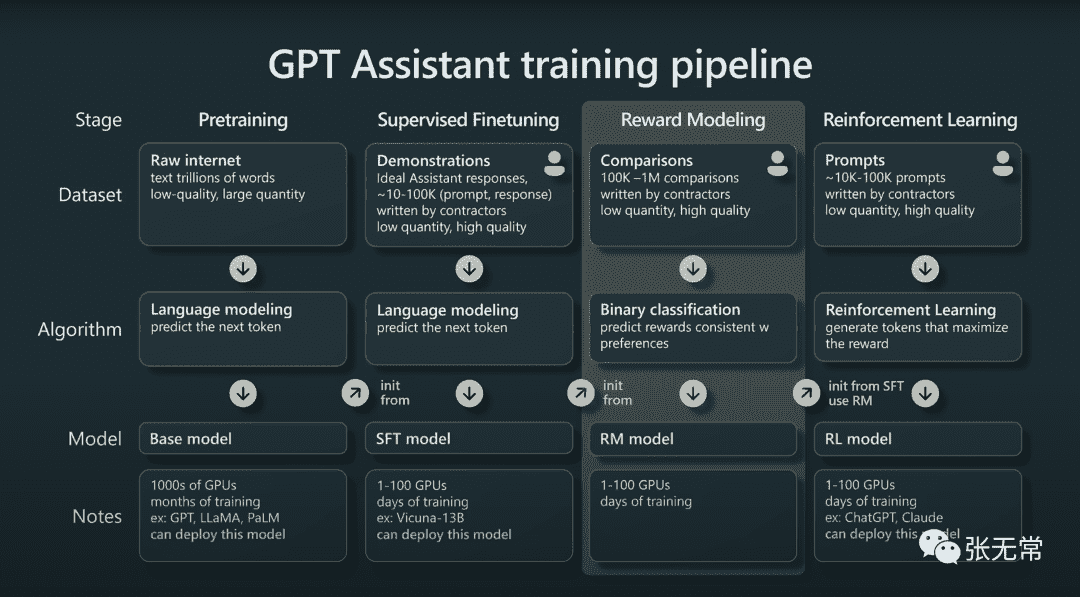 GPT Assistant training pipeline
Stage
Pretraining
Supervised Finetuning
Reward Modeling
Reinforcement Learning
Dataset
Raw internet
text trillions of words
low-quality, large quantity
Demonstrations
Ideal Assistant responses,
~10-100K (prompt, response)
written by contractors
low quantity, high quality
Comparisons
100K –1M comparisons
written by contractors
low quantity, high quality
Prompts
~10K-100K prompts
written by contractors
low quantity, high quality
Algorithm
Language modeling
predict the next token
Language modeling
predict the next token
Binary classification
predict rewards consistent w
preferences
Reinforcement Learning
generate tokens that maximize
the reward
init
from
init
from
init from SFT
use RM
Model
Base model
SFT model
RM model
RL model
Notes
1000s of GPUs
months of training
ex: GPT, LLaMA, PaLM
can deploy this model
1-100 GPUs
days of training
ex: Vicuna-13B
can deploy this model
1-100 GPUs
days of training
1-100 GPUs
days of training
ex: ChatGPT, Claude
can deploy this model
张无常